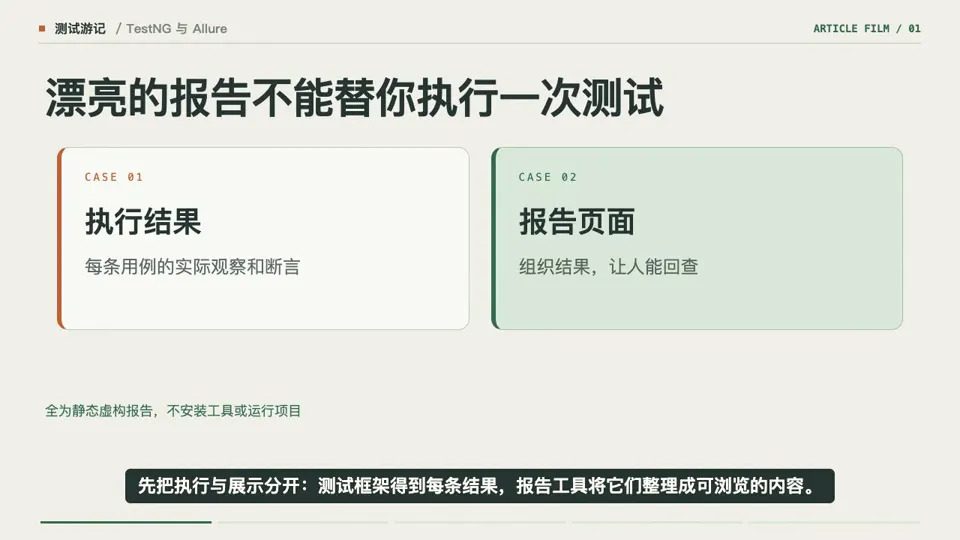 测试游记 / TestNG 与 Allure
ARTICLE FILM / 01
漂亮的报告不能替你执行一次测试
CASE 01
执行结果
每条用例的实际观察和断言
CASE 02
报告页面
组织结果，让人能回查
全为静态虚构报告，不安装工具或运行项目
先把执行与展示分开：测试框架得到每条结果，报告工具将它们整理成可浏览的内容。